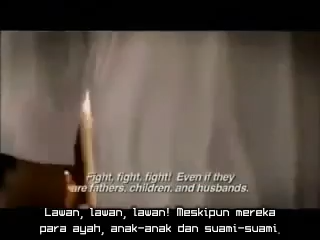 Fight, fight, fight! Even if they
are fathers, children, and husbands.
Lawan, lawan, lawan! Meskipun mereka
para ayah, anak-anak dan suami-suami.